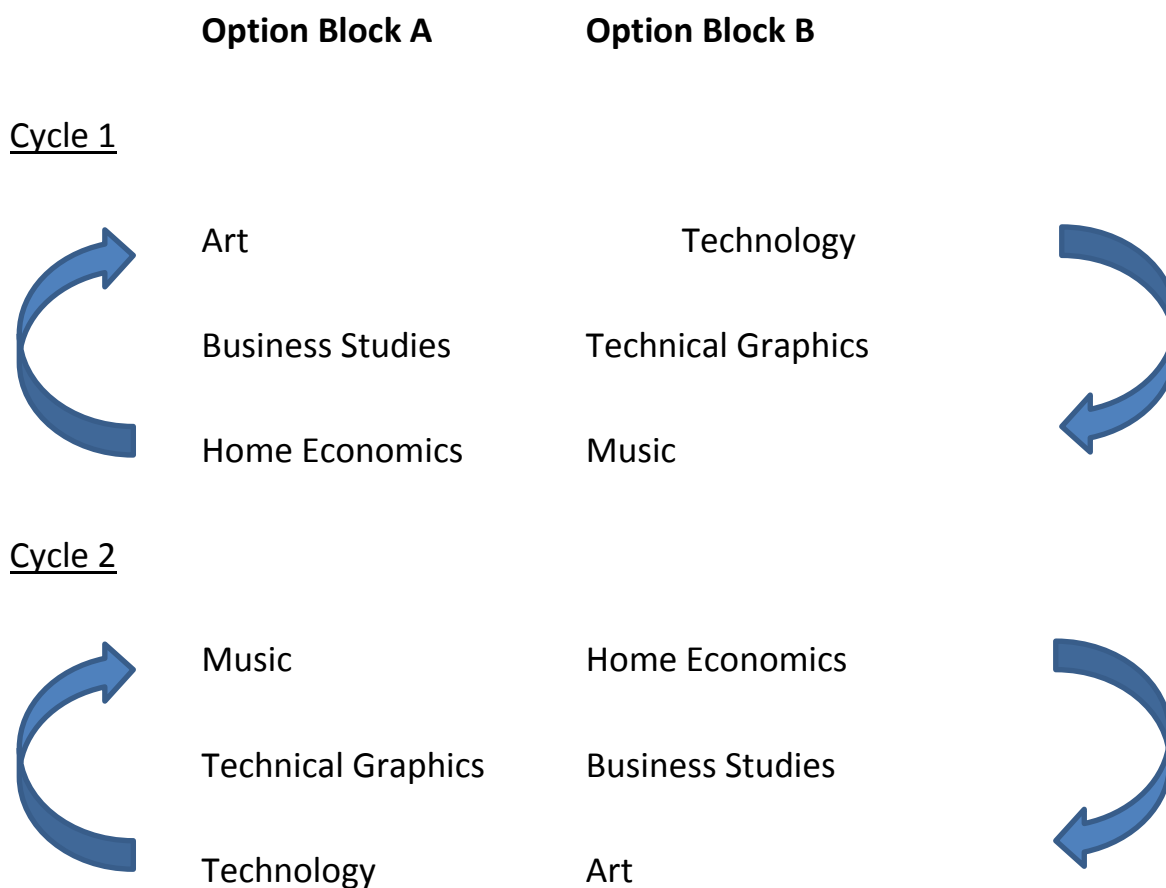 Option Block A Option Block B
Cycle 1
Art Technology
Business Studies Technical Graphics
Home Economics Music
Cycle 2
Music Home Economics
Technical Graphics Business Studies
Technology Art